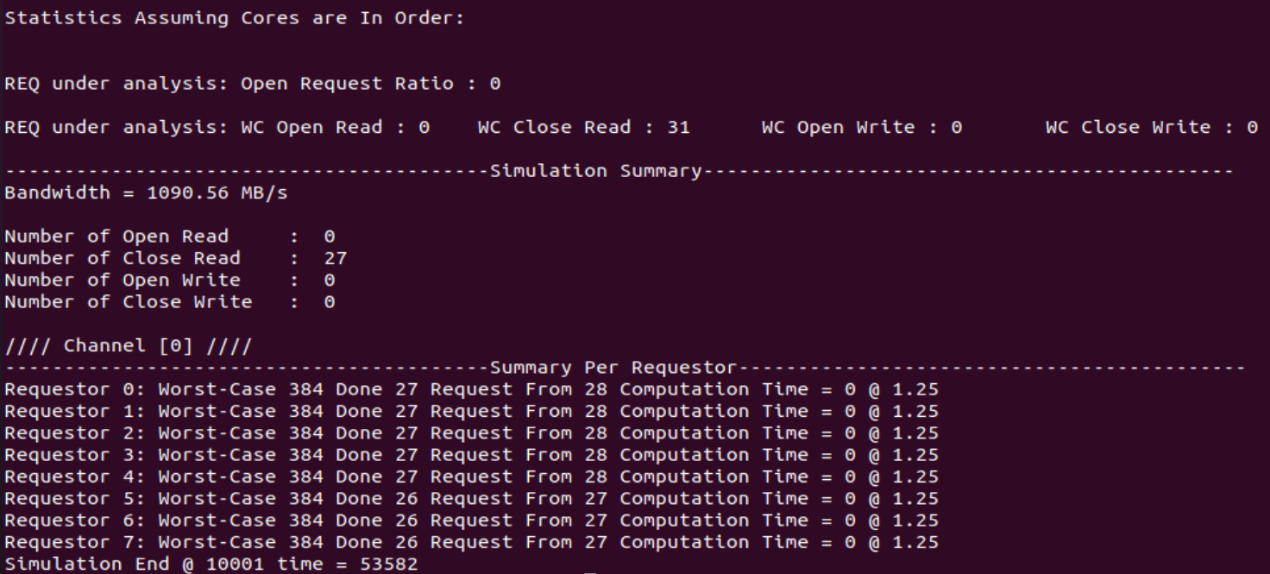 Statistics Assuming Cores are In Order:
REQ under analysis: Open Request Ratio : 0
REQ under analysis: WC Open Read : 0    WC Close Read : 31      WC Open Write : 0       WC Close Write : 0
-----------------------------------------Simulation Summary---------------------------------------------
Bandwidth = 1090.56 MB/s
Number of Open Read     :  0
Number of Close Read    :  27
Number of Open Write    :  0
Number of Close Write   :  0
//// Channel [0] ////
-----------------------------------------Summary Per Requestor-------------------------------------------
Requestor 0: Worst-Case 384 Done 27 Request From 28 Computation Time = 0 @ 1.25
Requestor 1: Worst-Case 384 Done 27 Request From 28 Computation Time = 0 @ 1.25
Requestor 2: Worst-Case 384 Done 27 Request From 28 Computation Time = 0 @ 1.25
Requestor 3: Worst-Case 384 Done 27 Request From 28 Computation Time = 0 @ 1.25
Requestor 4: Worst-Case 384 Done 27 Request From 28 Computation Time = 0 @ 1.25
Requestor 5: Worst-Case 384 Done 26 Request From 27 Computation Time = 0 @ 1.25
Requestor 6: Worst-Case 384 Done 26 Request From 27 Computation Time = 0 @ 1.25
Requestor 7: Worst-Case 384 Done 26 Request From 27 Computation Time = 0 @ 1.25
Simulation End @ 10001 time = 53582